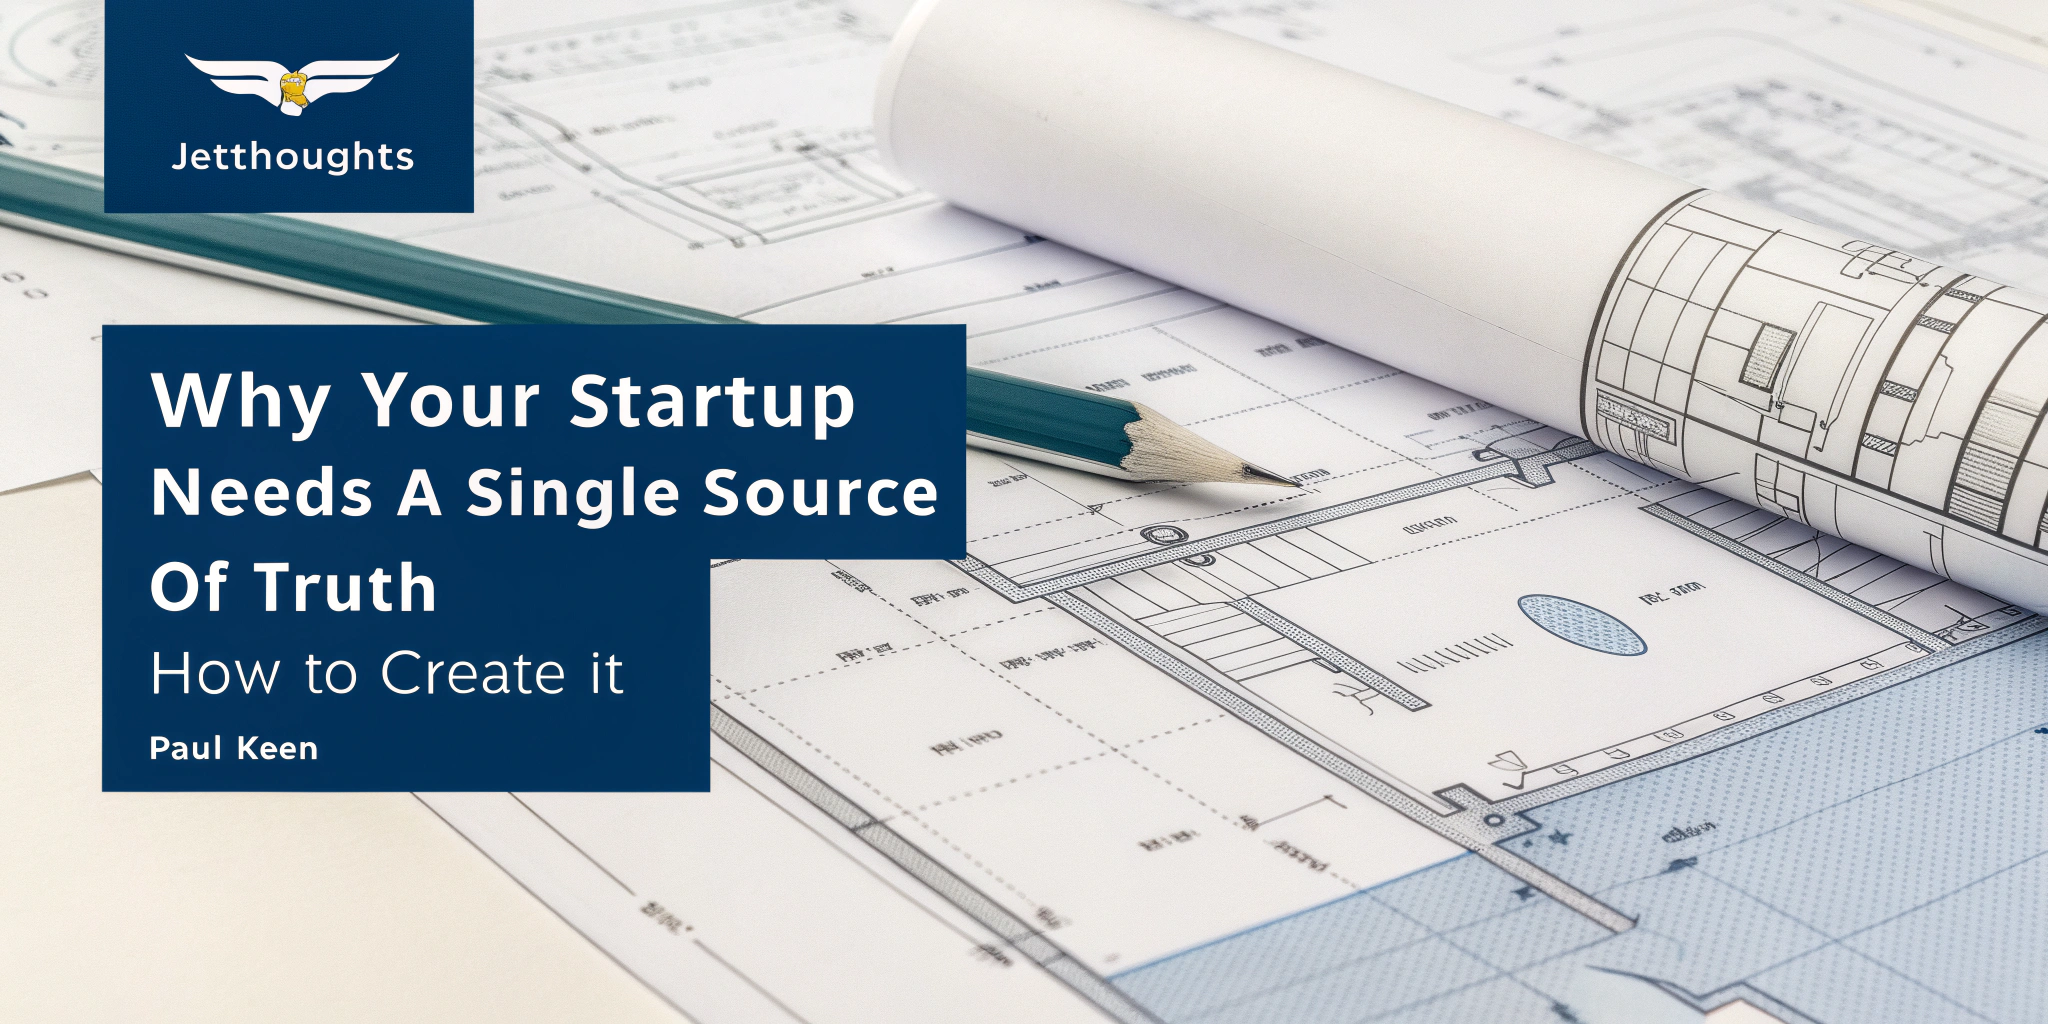 Jetthoughts
Why Your Startup
Needs A Single Source
Of Truth
How to Create it
Paul Keen